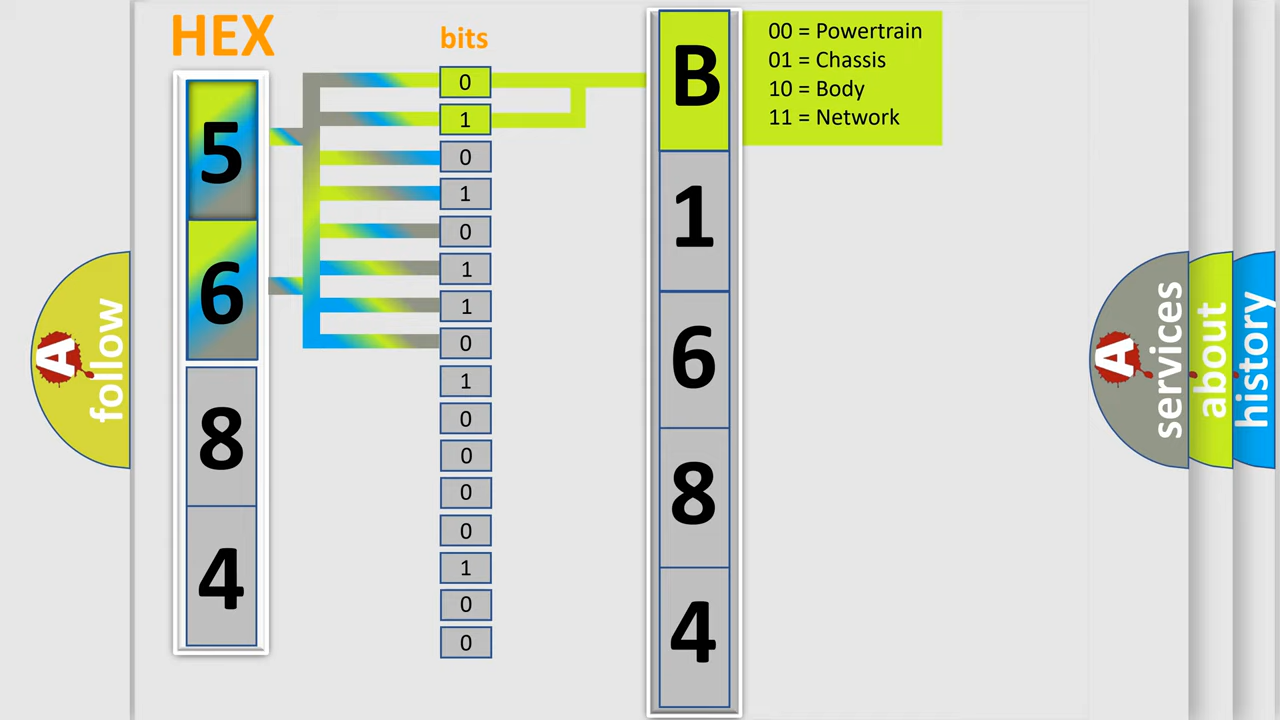 HEX
bits
5
6
8
4
0
1
0
1
0
1
1
0
1
0
0
0
0
1
0
0
B
1
6
8
4
00 = Powertrain
01 = Chassis
10 = Body
11 = Network
A
follow
A
services
about
history